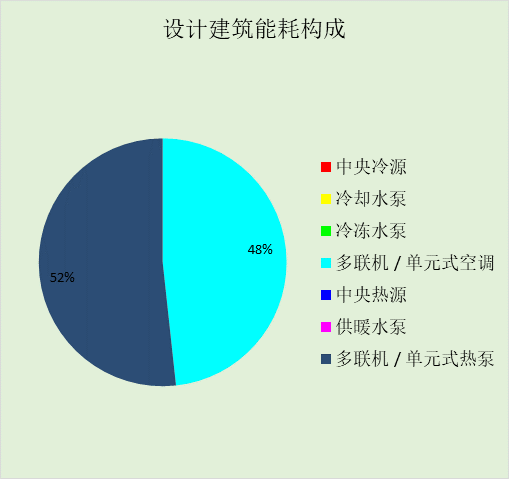 设计建筑能耗构成
中央冷源
冷却水泵
冷冻水泵
48%
多联机 / 单元式空调
52%
中央热源
供暖水泵
多联机 / 单元式热泵